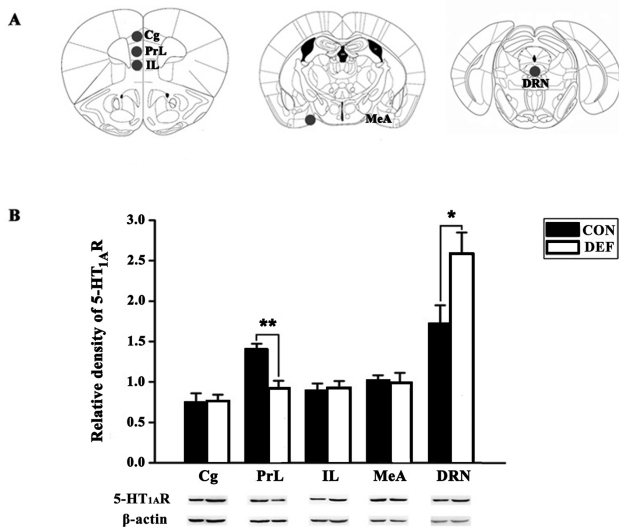 A
Cg
PrL
IL
MeA
DRN
B
Relative density of 5-HT1AR
3.0
2.5
2.0
1.5
1.0
0.5
0.0
**
*
CON
DEF
Cg PrL IL MeA DRN
5-HT1AR
β-actin